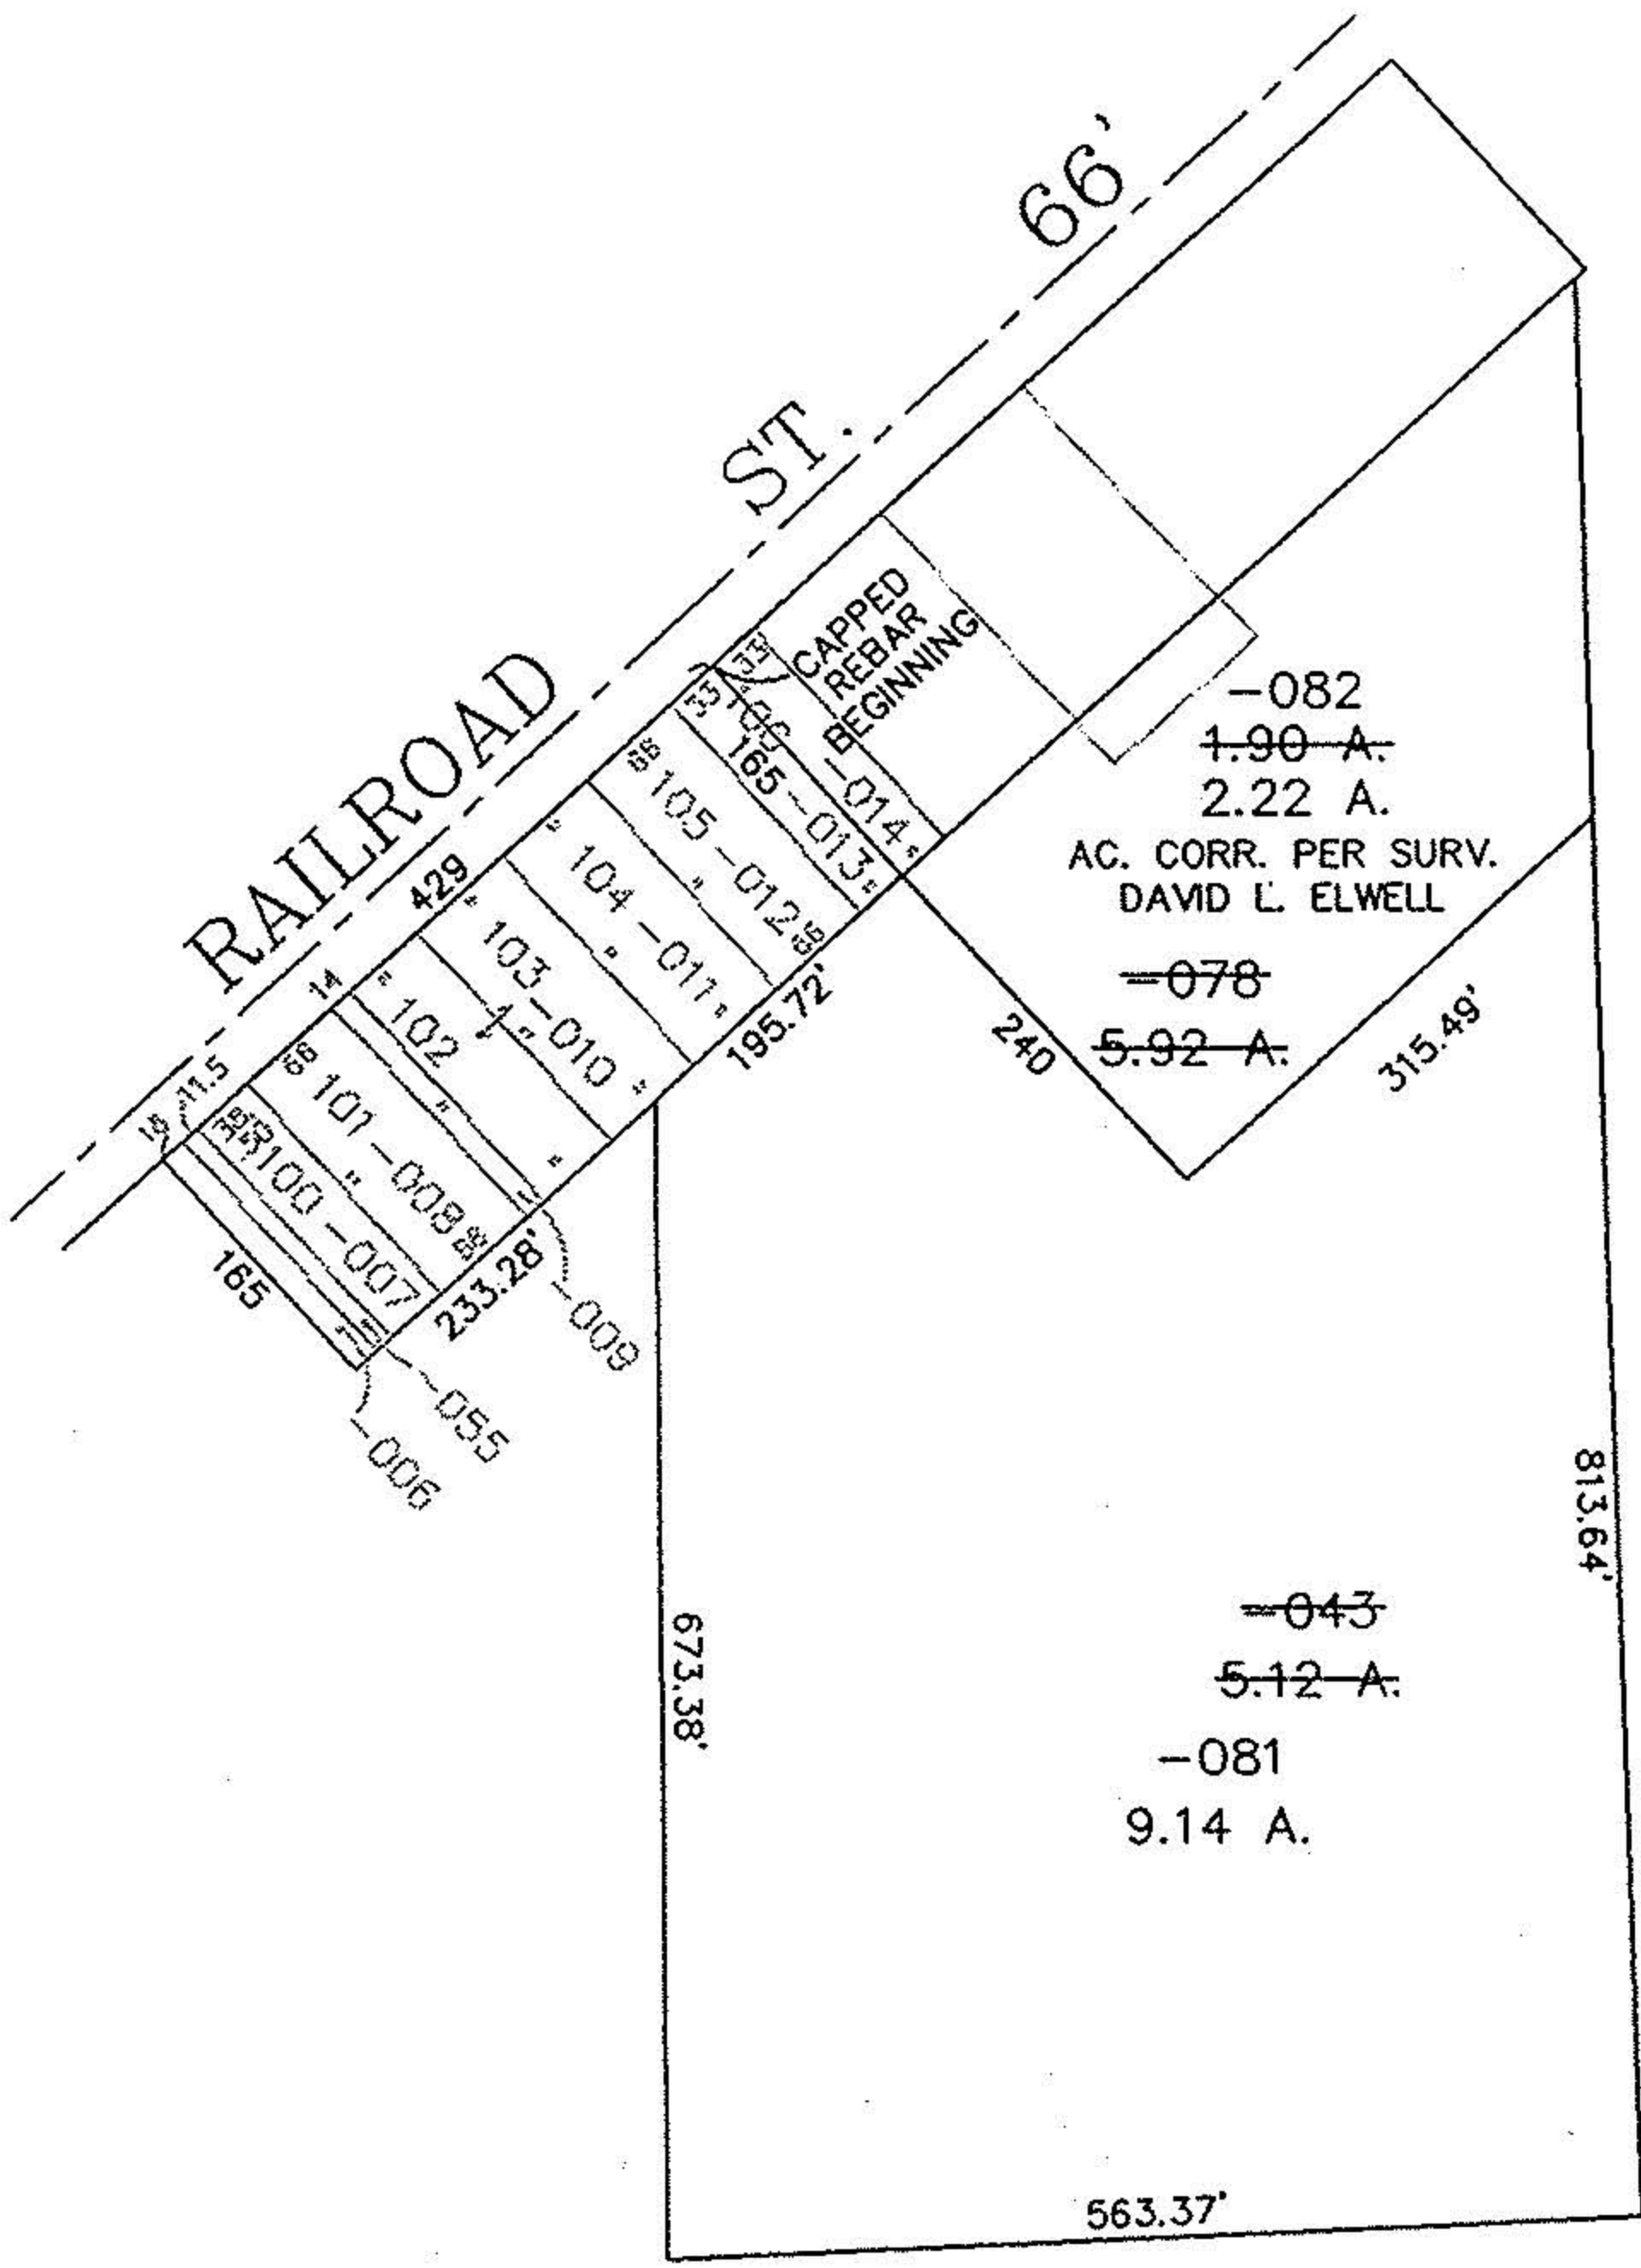 RAILROAD ST. 66'
CAPPED
REBAR
BEGINNING
-082
1.90 A.
2.22 A.
AC. CORR. PER SURV.
DAVID L. ELWELL
-078
5.92 A.
315.49'
240
33
106 -014 "
33
165 -013 "
66
105 -012 66
"
" 104 -011 "
"
195.72'
429
" 103 -010 "
"
14
" 102
"
"
-009
11.5
66
101 -008 66
"
233.28'
100 -007
165
-055
-006
813.64'
673.38'
-043
5.12 A.
-081
9.14 A.
563.37'